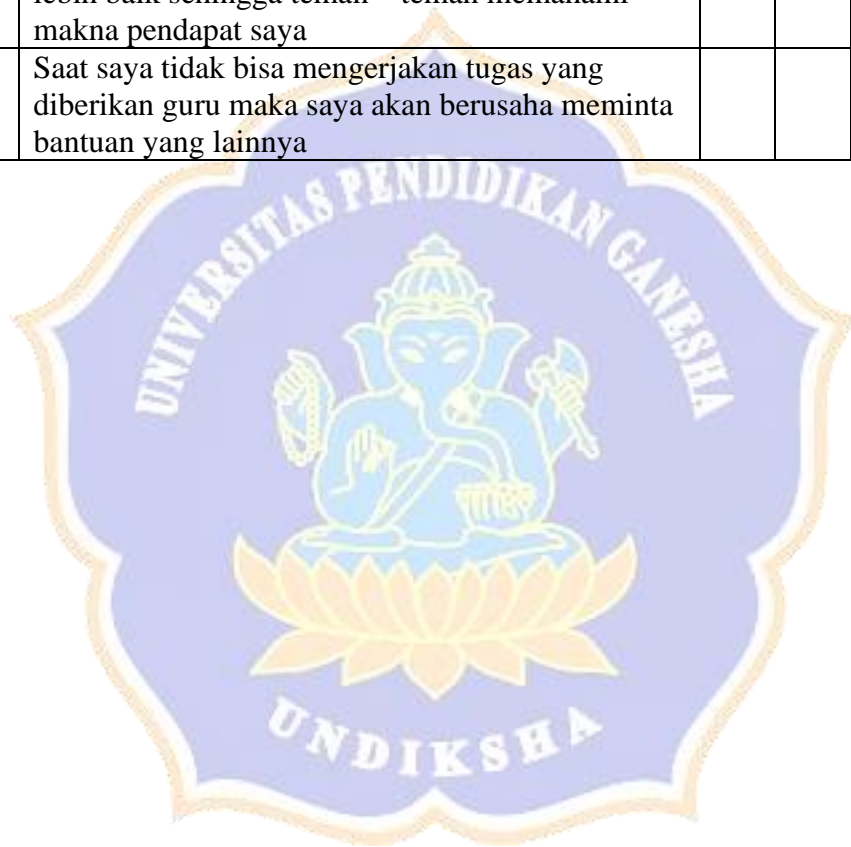 lebih baik sehingga teman – teman memahami
makna pendapat saya
Saat saya tidak bisa mengerjakan tugas yang
diberikan guru maka saya akan berusaha meminta
bantuan yang lainnya
UNIVERSITAS PENDIDIKAN GANESHA
UNDIKSHA